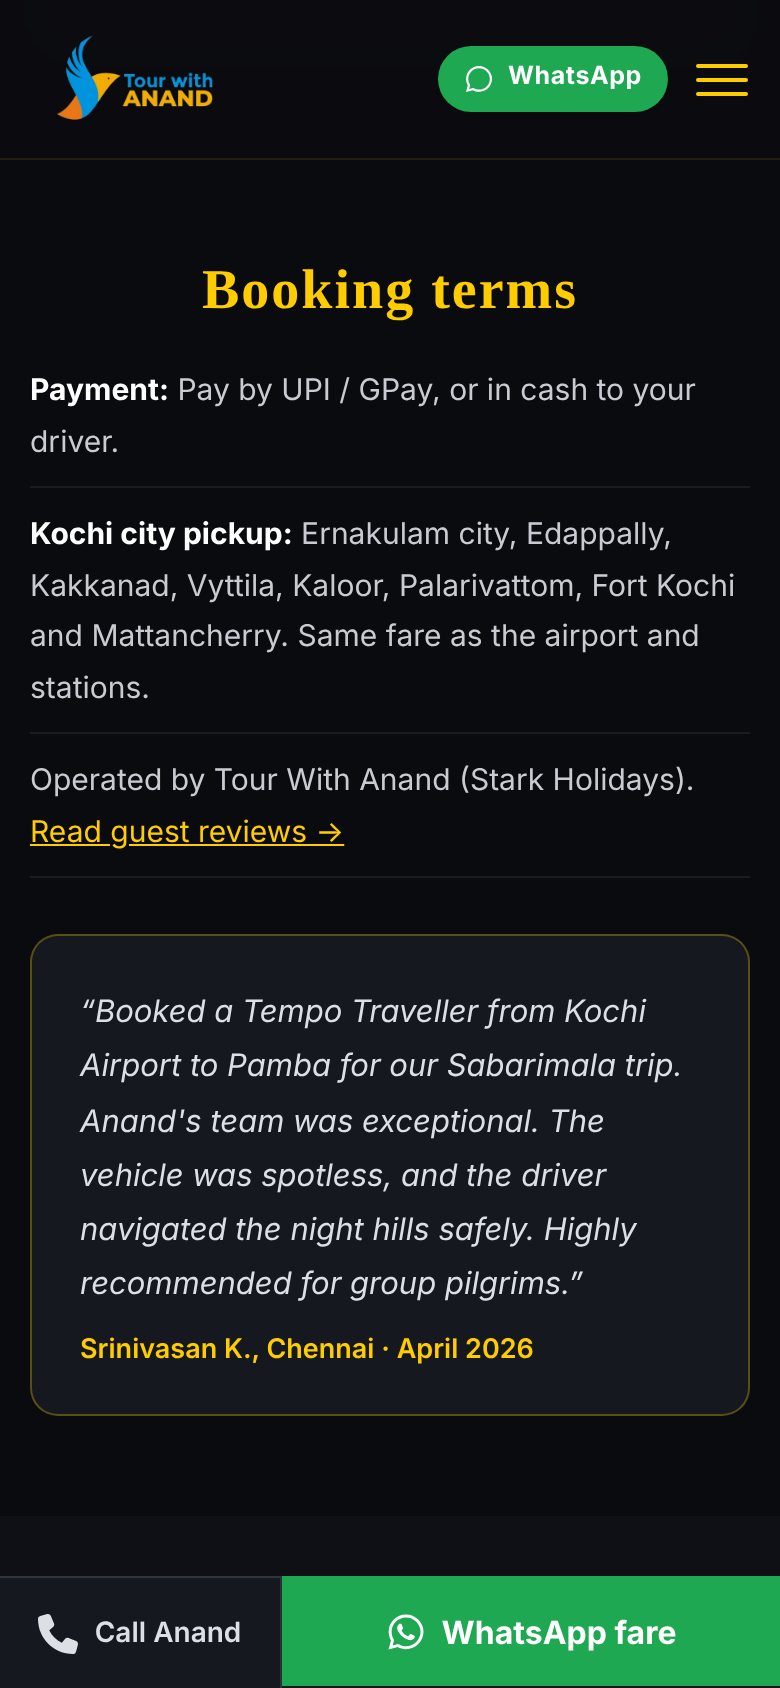 Tour with
ANAND
WhatsApp
Booking terms
Payment: Pay by UPI / GPay, or in cash to your
driver.
Kochi city pickup: Ernakulam city, Edappally,
Kakkanad, Vyttila, Kaloor, Palarivattom, Fort Kochi
and Mattancherry. Same fare as the airport and
stations.
Operated by Tour With Anand (Stark Holidays).
Read guest reviews →
“Booked a Tempo Traveller from Kochi
Airport to Pamba for our Sabarimala trip.
Anand's team was exceptional. The
vehicle was spotless, and the driver
navigated the night hills safely. Highly
recommended for group pilgrims.”
Srinivasan K., Chennai · April 2026
Call Anand
WhatsApp fare